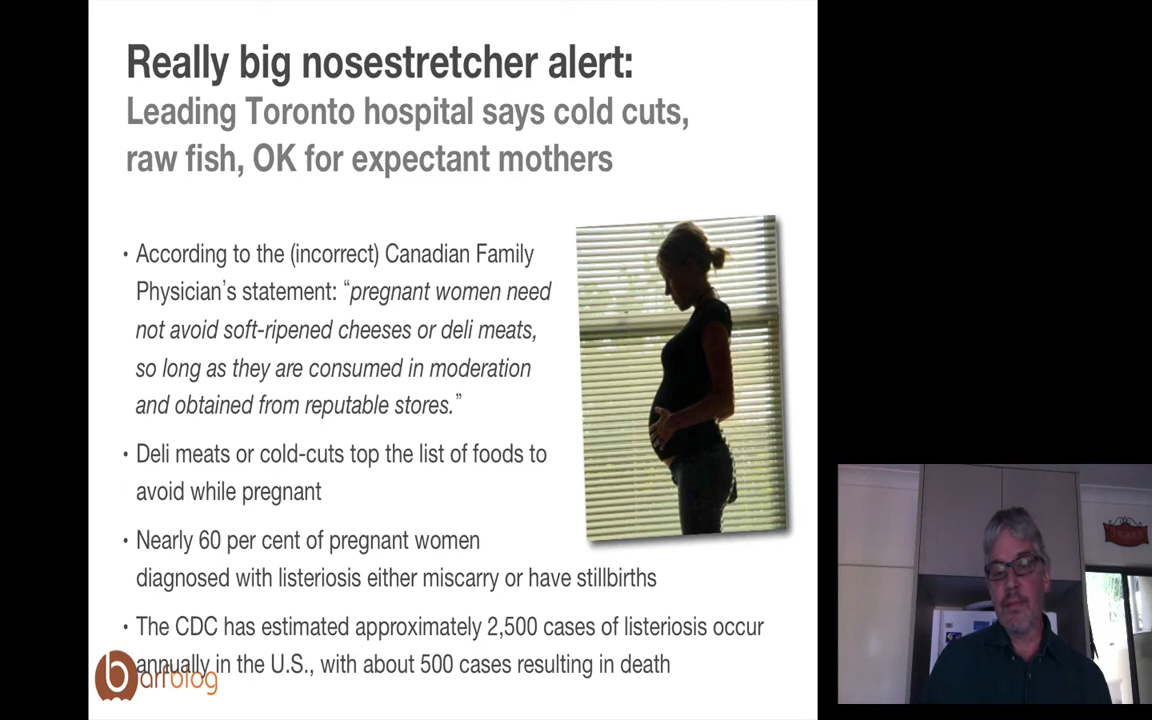 Really big nosestretcher alert:
Leading Toronto hospital says cold cuts,
raw fish, OK for expectant mothers
• According to the (incorrect) Canadian Family
Physician's statement: “pregnant women need
not avoid soft-ripened cheeses or deli meats,
so long as they are consumed in moderation
and obtained from reputable stores.”
• Deli meats or cold-cuts top the list of foods to
avoid while pregnant
• Nearly 60 per cent of pregnant women
diagnosed with listeriosis either miscarry or have stillbirths
• The CDC has estimated approximately 2,500 cases of listeriosis occur
annually in the U.S., with about 500 cases resulting in death
barfblog